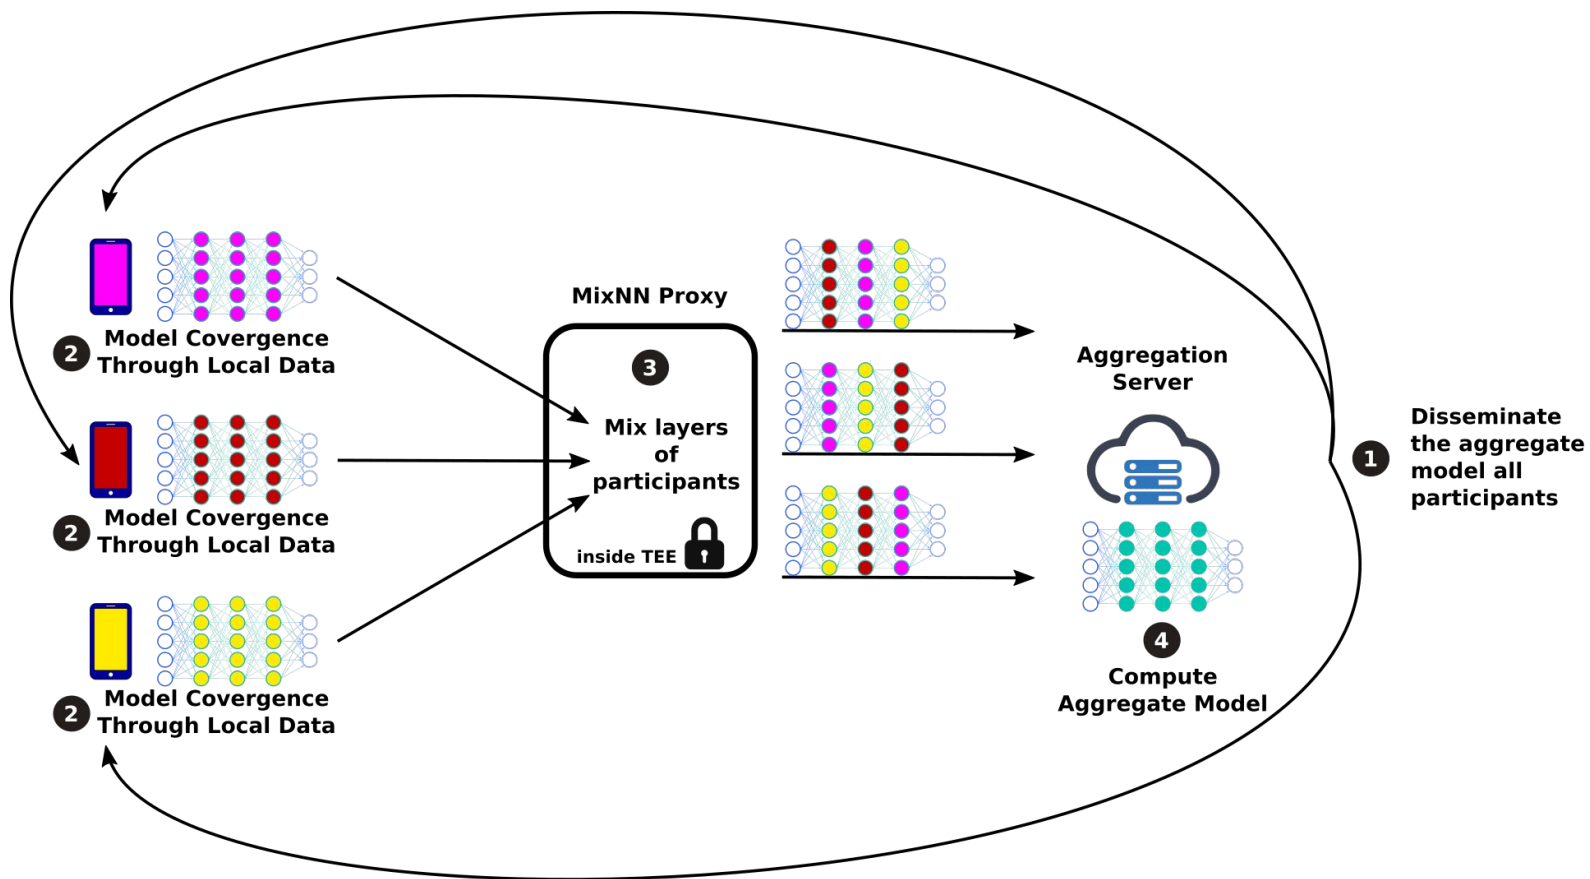 2
Model Covergence
Through Local Data
2
Model Covergence
Through Local Data
2
Model Covergence
Through Local Data
MixNN Proxy
3
Mix layers
of
participants
inside TEE
Aggregation
Server
4
Compute
Aggregate Model
1
Disseminate
the aggregate
model all
participants